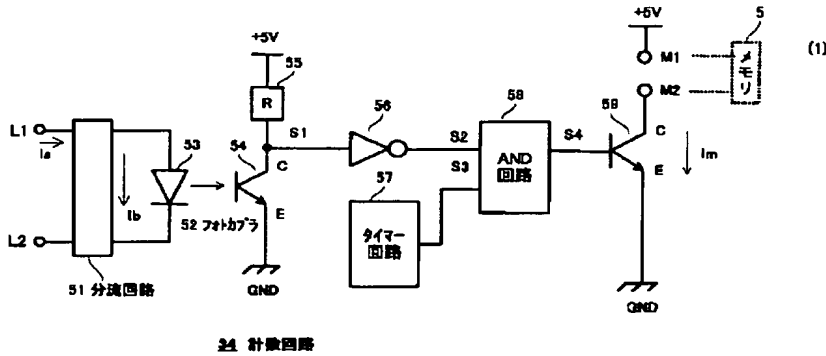 +5V
5
(1)
+5V
55
M1
メモリ
R
56
58
M2
L1
53
54
S1
S2
59
C
Ia
C
AND
回路
S4
Im
S3
57
E
Ib
E
タイマー
回路
52 フォトカプラ
L2
51 分流回路
GND
GND
34 計数回路